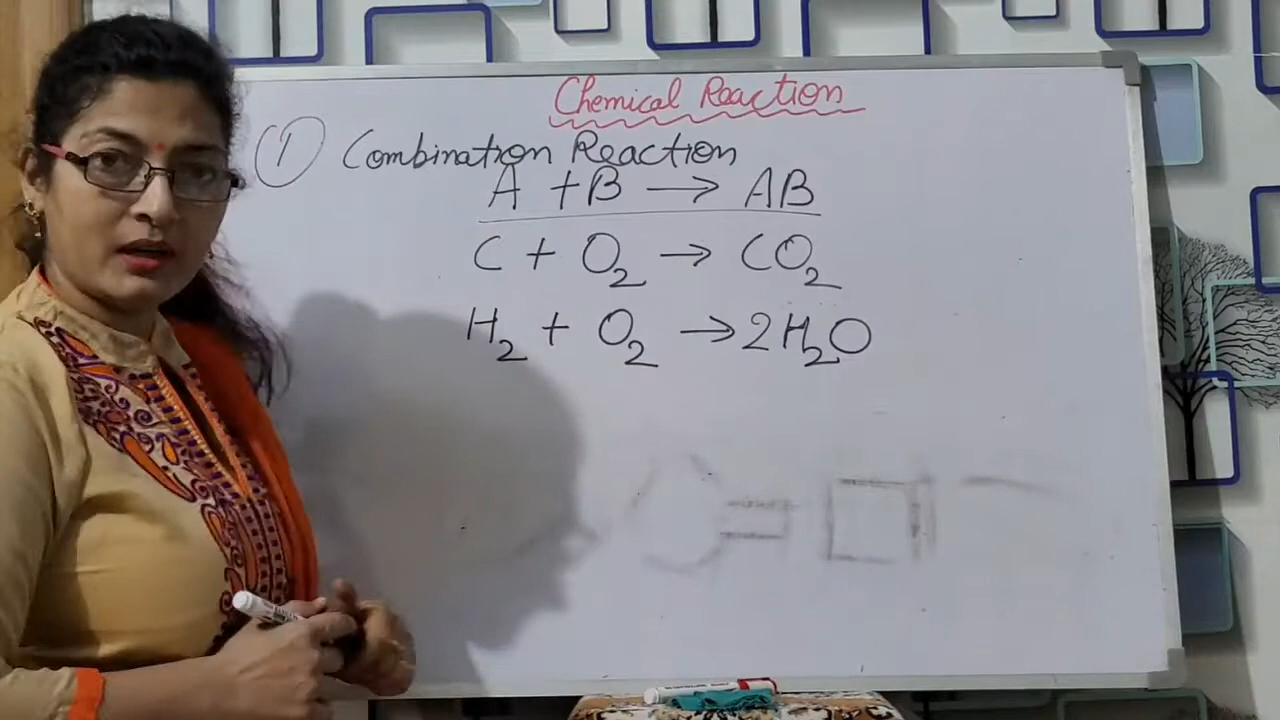 Chemical Reaction
① Combination Reaction
A + B → AB
C + O₂ → CO₂
H₂ + O₂ → 2H₂O